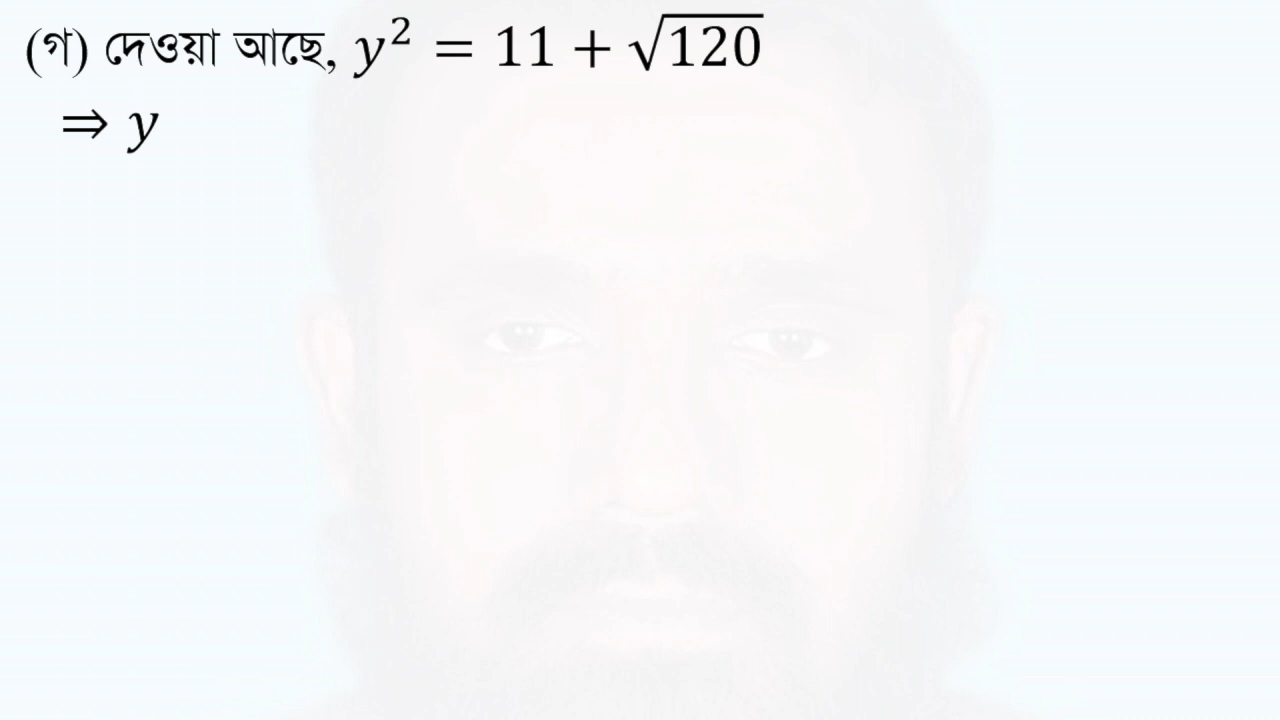 (গ) দেওয়া আছে, y² = 11 + √120
⇒ y